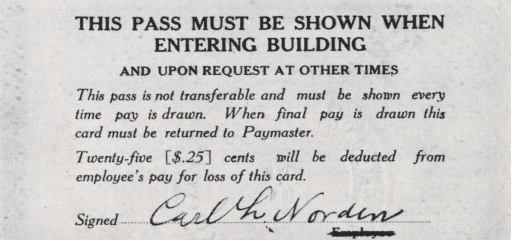 THIS PASS MUST BE SHOWN WHEN
ENTERING BUILDING
AND UPON REQUEST AT OTHER TIMES
This pass is not transferable and must be shown every
time pay is drawn. When final pay is drawn this
card must be returned to Paymaster.
Twenty-five [$.25] cents will be deducted from
employee's pay for loss of this card.
Signed Carl L. Norden
Employee